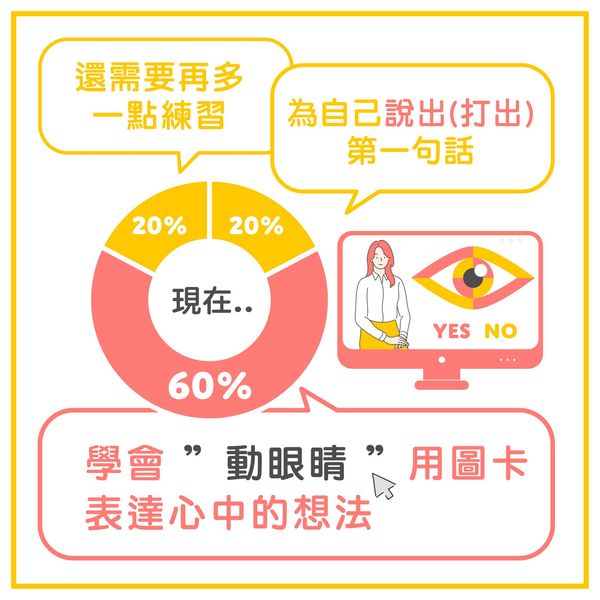 還需要再多
一點練習
為自己說出(打出)
第一句話
20%
20%
現在..
60%
YES NO
學會 ” 動眼睛 ” 用圖卡
表達心中的想法